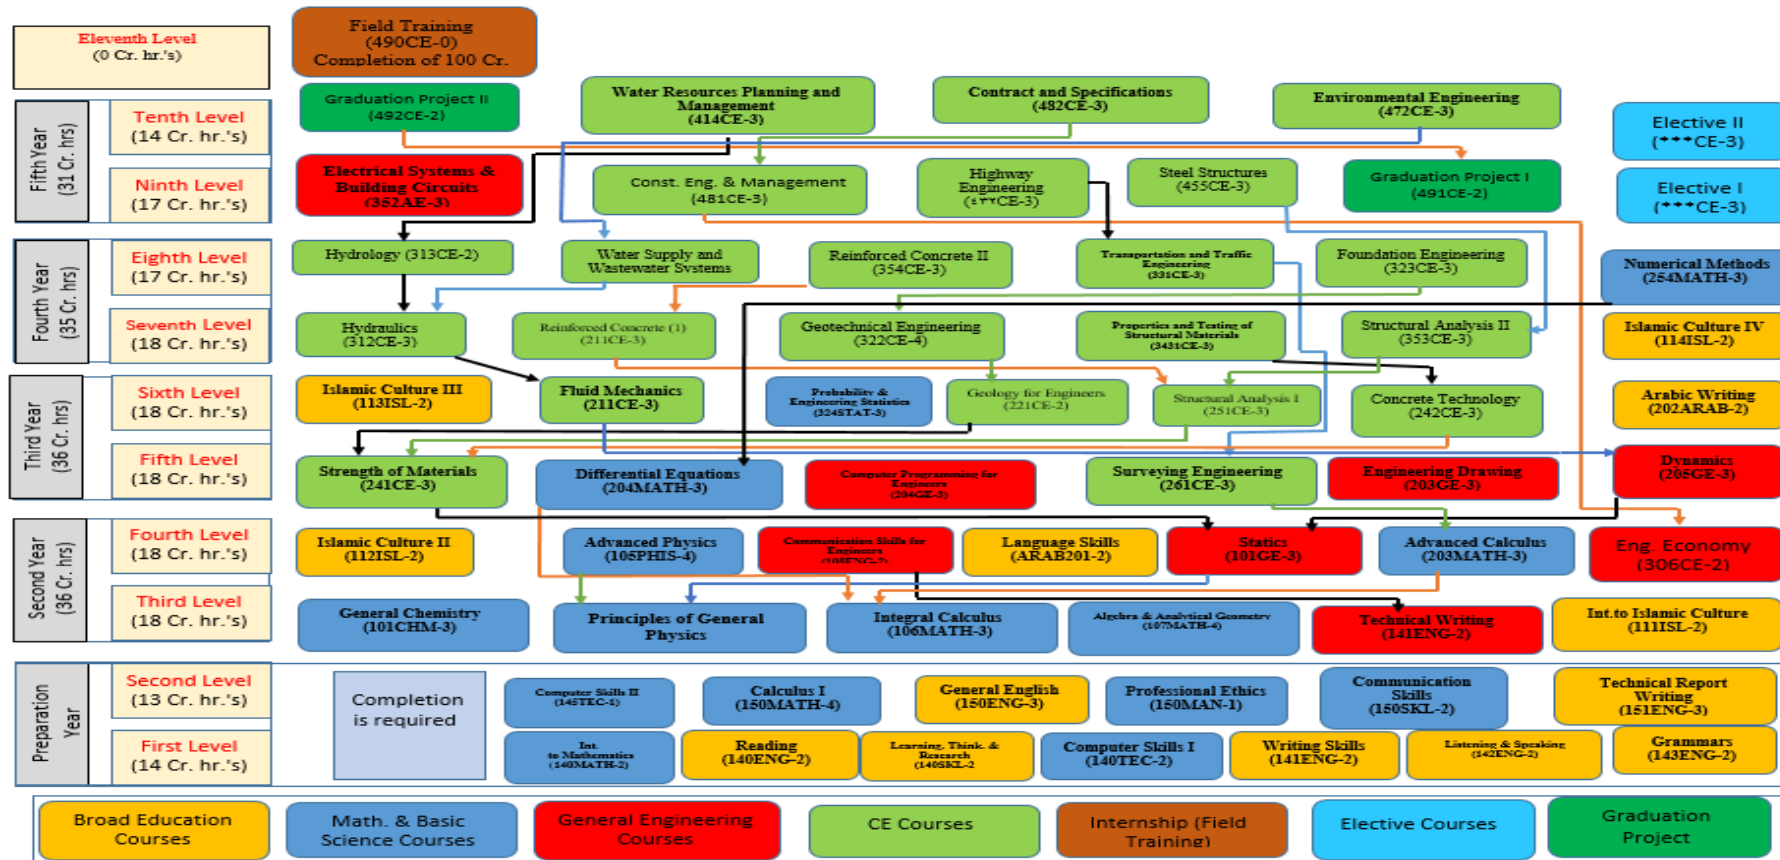 Eleventh Level
(0 Cr. hr.'s)
Field Training
(490CE-0)
Completion of 100 Cr.
Fifth Year
(31 Cr. hrs)
Tenth Level
(14 Cr. hr.'s)
Graduation Project II
(492CE-2)
Water Resources Planning and
Management
(414CE-3)
Contract and Specifications
(482CE-3)
Environmental Engineering
(472CE-3)
Elective II
(***CE-3)
Ninth Level
(17 Cr. hr.'s)
Electrical Systems &
Building Circuits
(352AE-3)
Const. Eng. & Management
(481CE-3)
Highway
Engineering
(٤٣٢CE-3)
Steel Structures
(455CE-3)
Graduation Project I
(491CE-2)
Elective I
(***CE-3)
Fourth Year
(35 Cr. hrs)
Eighth Level
(17 Cr. hr.'s)
Hydrology (313CE-2)
Water Supply and
Wastewater Systems
Reinforced Concrete II
(354CE-3)
Transportation and Traffic
Engineering
(331CE-3)
Foundation Engineering
(323CE-3)
Numerical Methods
(254MATH-3)
Seventh Level
(18 Cr. hr.'s)
Hydraulics
(312CE-3)
Reinforced Concrete (1)
(211CE-3)
Geotechnical Engineering
(322CE-4)
Properties and Testing of
Structural Materials
(3431CE-3)
Structural Analysis II
(353CE-3)
Islamic Culture IV
(114ISL-2)
Third Year
(36 Cr. hrs)
Sixth Level
(18 Cr. hr.'s)
Islamic Culture III
(113ISL-2)
Fluid Mechanics
(211CE-3)
Probability &
Engineering Statistics
(324STAT-3)
Geology for Engineers
(221CE-2)
Structural Analysis I
(251CE-3)
Concrete Technology
(242CE-3)
Arabic Writing
(202ARAB-2)
Fifth Level
(18 Cr. hr.'s)
Strength of Materials
(241CE-3)
Differential Equations
(204MATH-3)
Computer Programming for
Engineers
(204GE-3)
Surveying Engineering
(261CE-3)
Engineering Drawing
(203GE-3)
Dynamics
(205GE-3)
Second Year
(36 Cr. hrs)
Fourth Level
(18 Cr. hr.'s)
Islamic Culture II
(112ISL-2)
Advanced Physics
(105PHIS-4)
Communication Skills for
Engineers
(108ENG-2)
Language Skills
(ARAB201-2)
Statics
(101GE-3)
Advanced Calculus
(203MATH-3)
Eng. Economy
(306CE-2)
Third Level
(18 Cr. hr.'s)
General Chemistry
(101CHM-3)
Principles of General
Physics
Integral Calculus
(106MATH-3)
Algebra & Analytical Geometry
(107MATH-4)
Technical Writing
(141ENG-2)
Int.to Islamic Culture
(111ISL-2)
Preparation
Year
Second Level
(13 Cr. hr.'s)
Completion
is required
Computer Skills II
(145TEC-1)
Calculus I
(150MATH-4)
General English
(150ENG-3)
Professional Ethics
(150MAN-1)
Communication
Skills
(150SKL-2)
Technical Report
Writing
(151ENG-3)
First Level
(14 Cr. hr.'s)
Int.
to Mathematics
(140MATH-2)
Reading
(140ENG-2)
Learning, Think. &
Research
(140SKL-2
Computer Skills I
(140TEC-2)
Writing Skills
(141ENG-2)
Listening & Speaking
(142ENG-2)
Grammars
(143ENG-2)
Broad Education
Courses
Math. & Basic
Science Courses
General Engineering
Courses
CE Courses
Internship (Field
Training)
Elective Courses
Graduation
Project